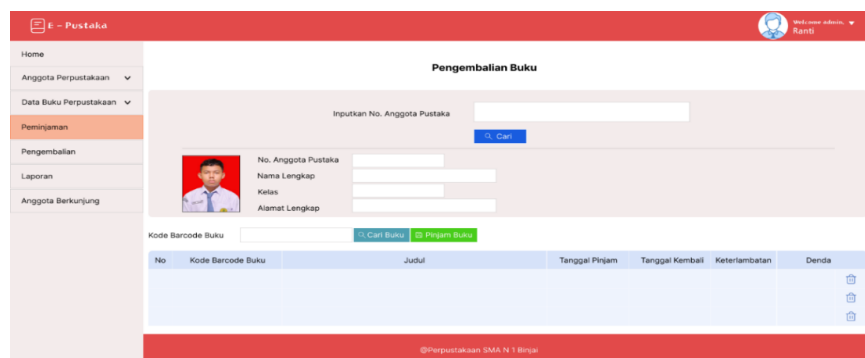 E - Pustaka
Welcome admin,
Ranti
Home
Anggota Perpustakaan
Data Buku Perpustakaan
Peminjaman
Pengembalian
Laporan
Anggota Berkunjung
Pengembalian Buku
Inputkan No. Anggota Pustaka
Cari
No. Anggota Pustaka
Nama Lengkap
Kelas
Alamat Lengkap
Kode Barcode Buku
Cari Buku
Pinjam Buku
No Kode Barcode Buku Judul Tanggal Pinjam Tanggal Kembali Keterlambatan Denda
@Perpustakaan SMA N 1 Binjai